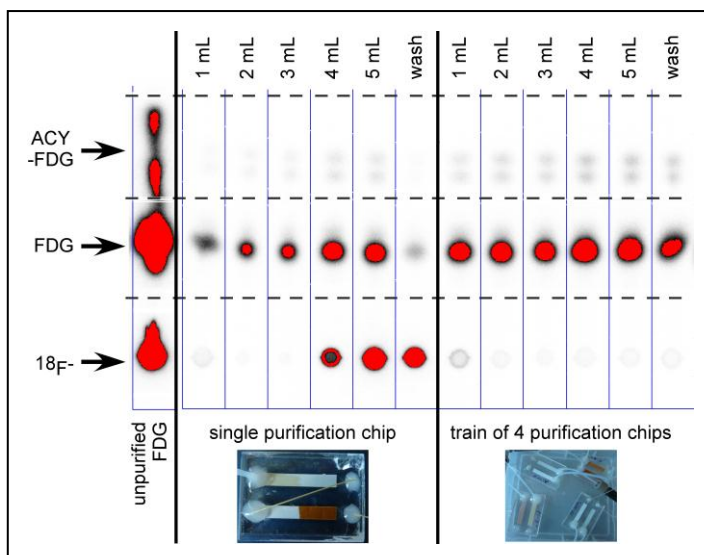 1 mL
2 mL
3 mL
4 mL
5 mL
wash
1 mL
2 mL
3 mL
4 mL
5 mL
wash
ACY
-FDG
FDG
18F-
unpurified
FDG
single purification chip
train of 4 purification chips